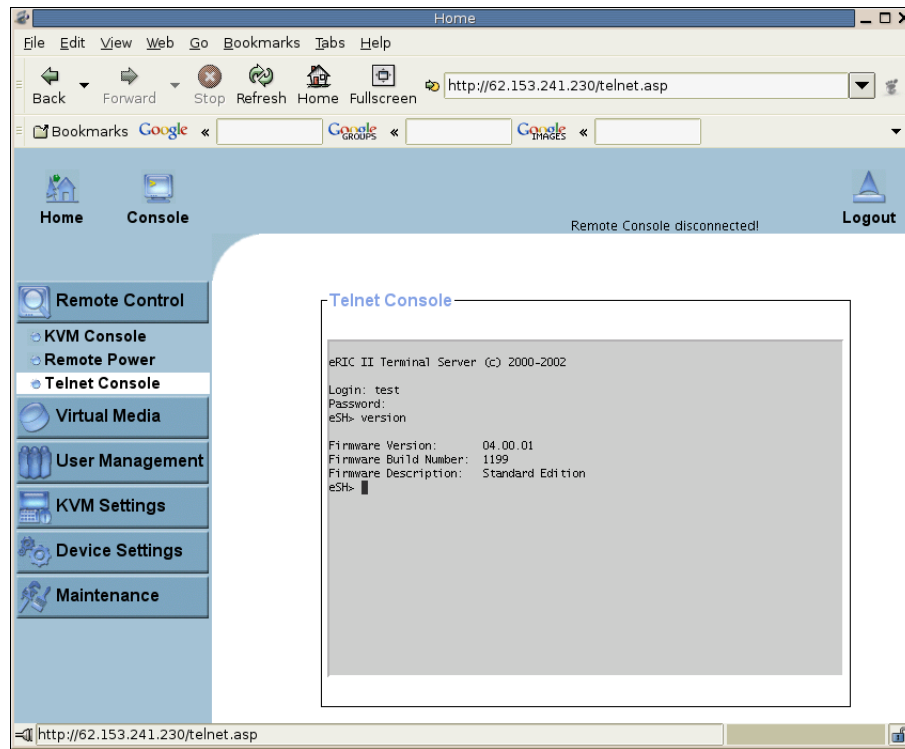 Home
File Edit View Web Go Bookmarks Tabs Help
Back Forward Stop Refresh Home Fullscreen http://62.153.241.230/telnet.asp
Bookmarks Google « Google GROUPS « Google IMAGES «
Home Console Remote Console disconnected! Logout
Remote Control
KVM Console
Remote Power
Telnet Console
Virtual Media
User Management
KVM Settings
Device Settings
Maintenance
Telnet Console
eRIC II Terminal Server (c) 2000-2002
Login: test
Password:
eSH> version
Firmware Version: 04.00.01
Firmware Build Number: 1199
Firmware Description: Standard Edition
eSH>
http://62.153.241.230/telnet.asp